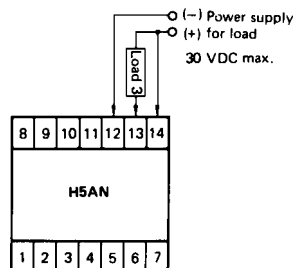 (−) Power supply
(+) for load
30 VDC max.
Load 3
8 9 10 11 12 13 14
H5AN
1 2 3 4 5 6 7